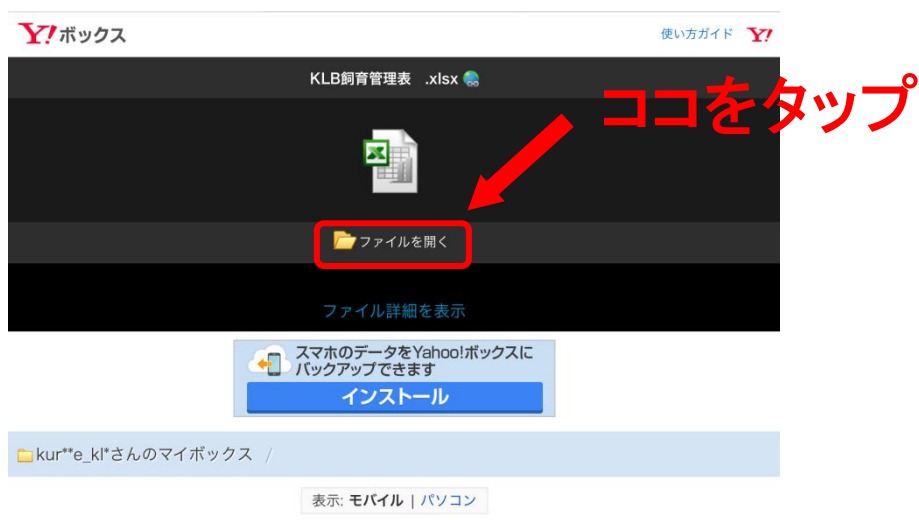 Y!ボックス
使い方ガイド Y!
KLB飼育管理表 .xlsx
ココをタップ
ファイルを開く
ファイル詳細を表示
スマホのデータをYahoo!ボックスに
バックアップできます
インストール
kur**e_kl*さんのマイボックス /
表示: モバイル | パソコン